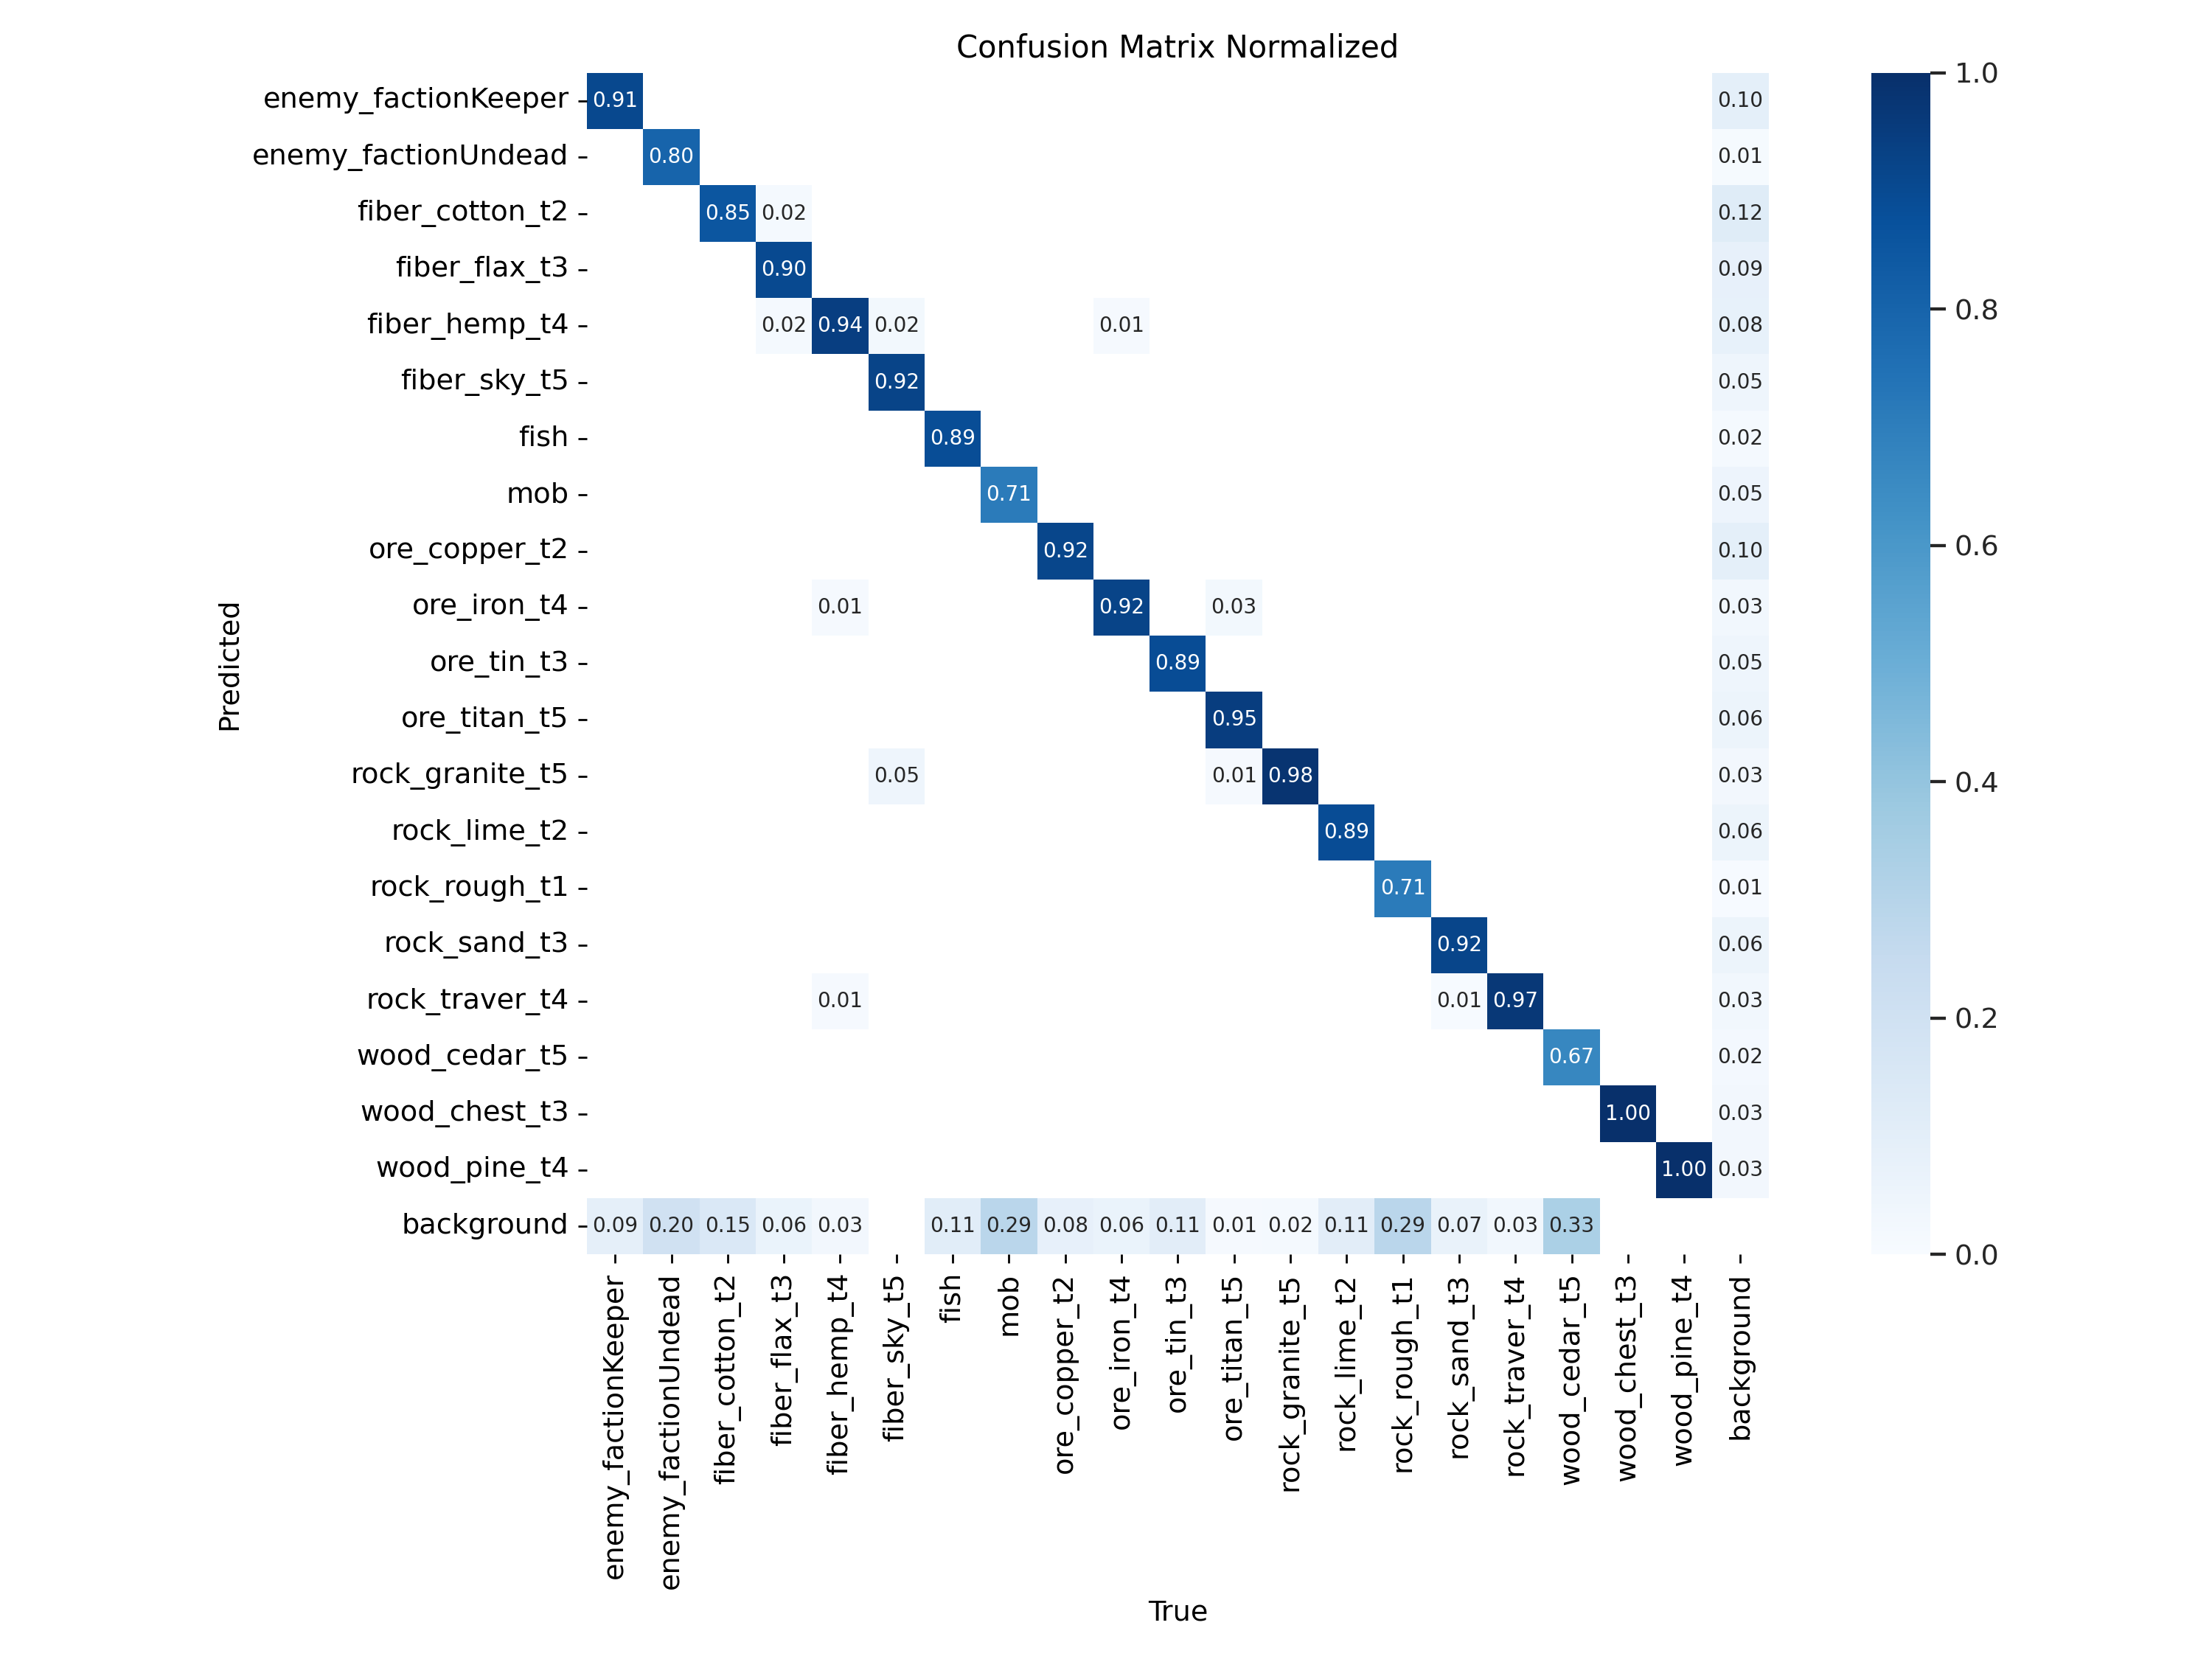 Confusion Matrix Normalized
enemy_factionKeeper 0.91 0.10
enemy_factionUndead 0.80 0.01
fiber_cotton_t2 0.85 0.02 0.12
fiber_flax_t3 0.90 0.09
fiber_hemp_t4 0.02 0.94 0.02 0.01 0.08
fiber_sky_t5 0.92 0.05
fish 0.89 0.02
mob 0.71 0.05
ore_copper_t2 0.92 0.10
ore_iron_t4 0.01 0.92 0.03 0.03
ore_tin_t3 0.89 0.05
ore_titan_t5 0.95 0.06
rock_granite_t5 0.05 0.01 0.98 0.03
rock_lime_t2 0.89 0.06
rock_rough_t1 0.71 0.01
rock_sand_t3 0.92 0.06
rock_traver_t4 0.01 0.01 0.97 0.03
wood_cedar_t5 0.67 0.02
wood_chest_t3 1.00 0.03
wood_pine_t4 1.00 0.03
background 0.09 0.20 0.15 0.06 0.03 0.11 0.29 0.08 0.06 0.11 0.01 0.02 0.11 0.29 0.07 0.03 0.33
Predicted
enemy_factionKeeper
enemy_factionUndead
fiber_cotton_t2
fiber_flax_t3
fiber_hemp_t4
fiber_sky_t5
fish
mob
ore_copper_t2
ore_iron_t4
ore_tin_t3
ore_titan_t5
rock_granite_t5
rock_lime_t2
rock_rough_t1
rock_sand_t3
rock_traver_t4
wood_cedar_t5
wood_chest_t3
wood_pine_t4
background
True
1.0
0.8
0.6
0.4
0.2
0.0